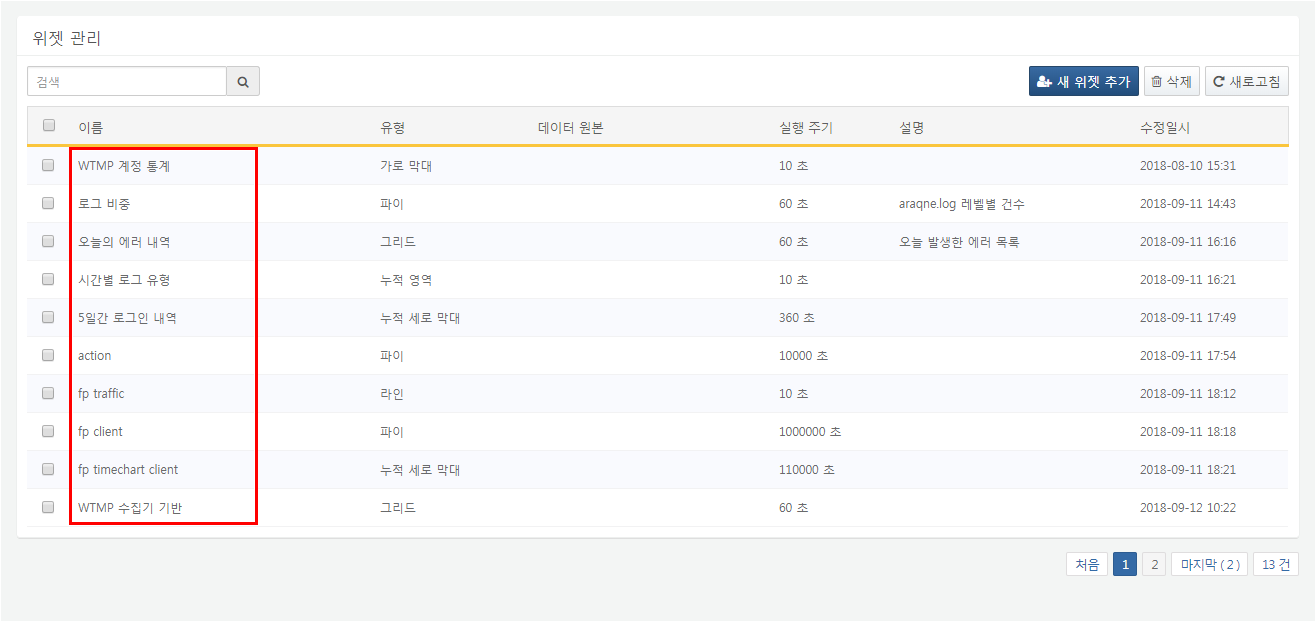 위젯 관리
검색 새 위젯 추가 삭제 새로고침
이름 유형 데이터 원본 실행 주기 설명 수정일시
WTMP 계정 통계 가로 막대 10 초 2018-08-10 15:31
로그 비중 파이 60 초 araqne.log 레벨별 건수 2018-09-11 14:43
오늘의 에러 내역 그리드 60 초 오늘 발생한 에러 목록 2018-09-11 16:16
시간별 로그 유형 누적 영역 10 초 2018-09-11 16:21
5일간 로그인 내역 누적 세로 막대 360 초 2018-09-11 17:49
action 파이 10000 초 2018-09-11 17:54
fp traffic 라인 10 초 2018-09-11 18:12
fp client 파이 1000000 초 2018-09-11 18:18
fp timechart client 누적 세로 막대 110000 초 2018-09-11 18:21
WTMP 수집기 기반 그리드 60 초 2018-09-12 10:22
처음 1 2 마지막 ( 2 ) 13 건